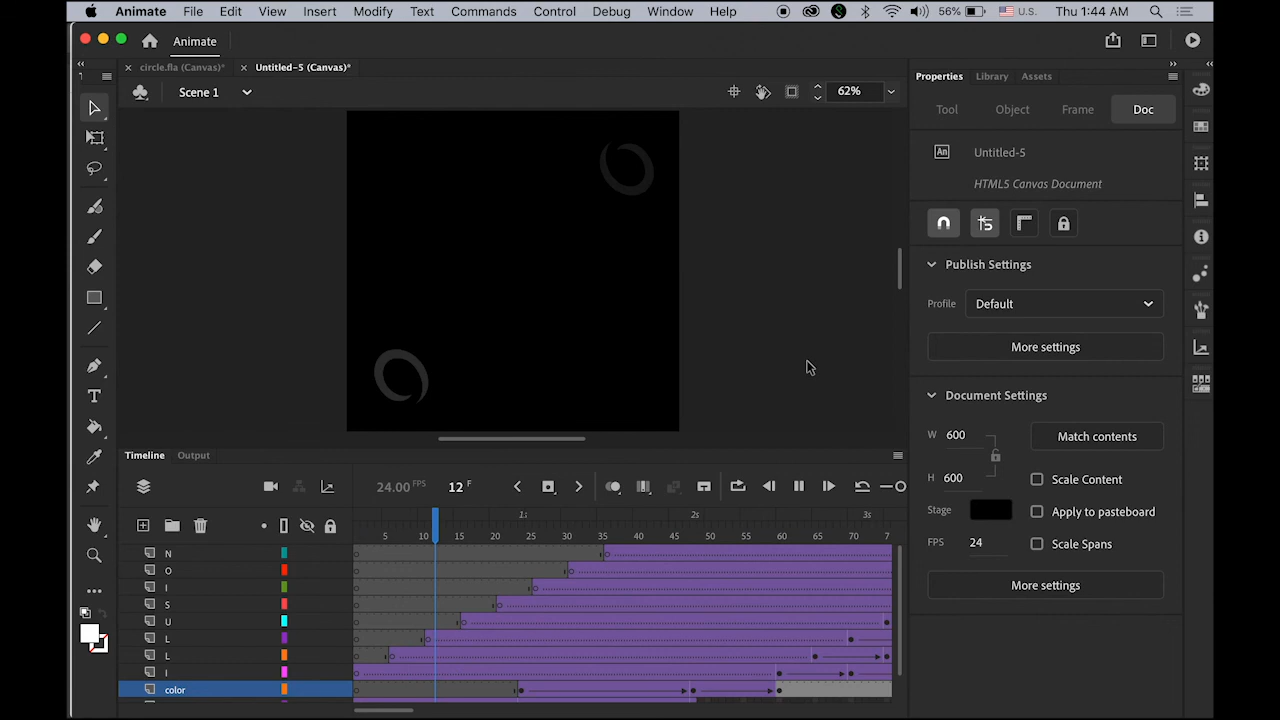 Animate File Edit View Insert Modify Text Commands Control Debug Window Help 56% U.S. Thu 1:44 AM
Animate
circle.fla (Canvas)* Untitled-5 (Canvas)*
Properties Library Assets
Scene 1 62%
Tool Object Frame Doc
An Untitled-5
HTML5 Canvas Document
Publish Settings
Profile Default
More settings
Document Settings
W 600 Match contents
H 600 Scale Content
Stage Apply to pasteboard
FPS 24 Scale Spans
More settings
Timeline Output
24.00 FPS 12 F
1s 2s 3s
5 10 15 20 25 30 35 40 45 50 55 60 65 70 7
N
O
I
S
U
L
L
I
color